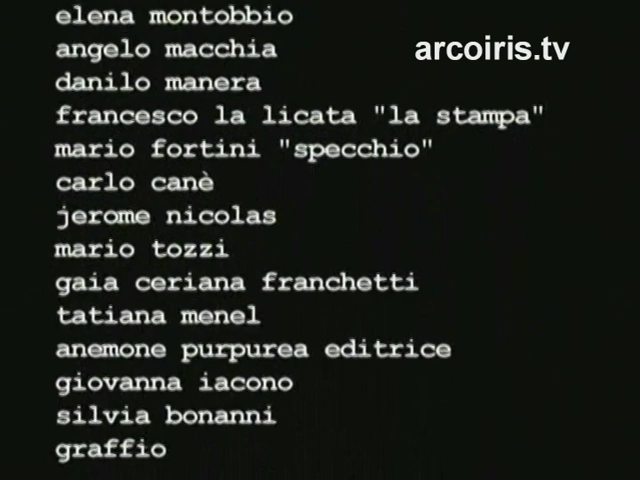 elena montobbio
angelo macchia
arcoiris.tv
danilo manera
francesco la licata "la stampa"
mario fortini "specchio"
carlo canè
jerome nicolas
mario tozzi
gaia ceriana franchetti
tatiana menel
anemone purpurea editrice
giovanna iacono
silvia bonanni
graffio